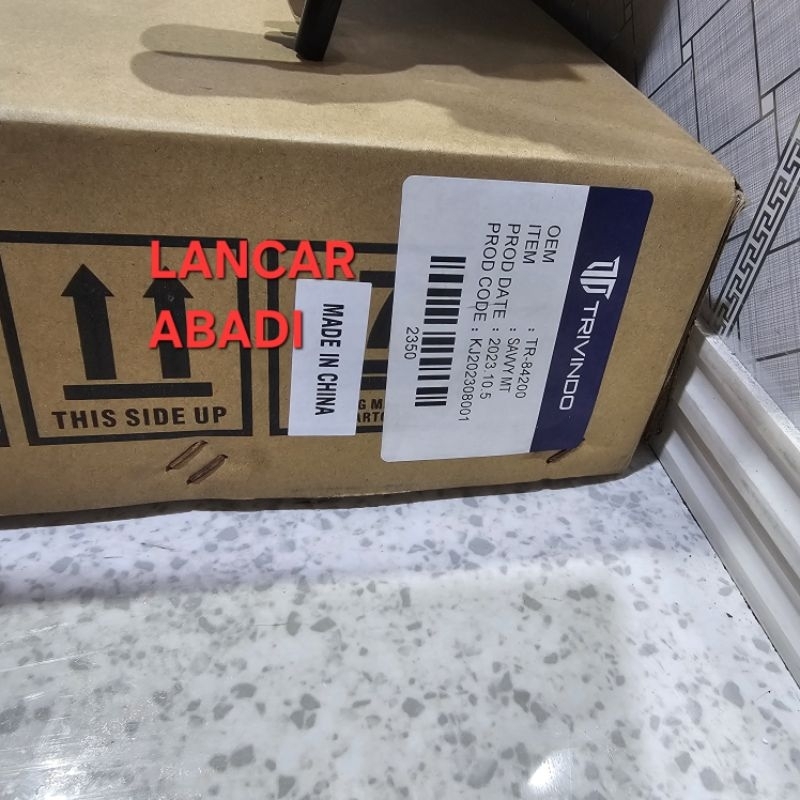 LANCAR
ABADI
THIS SIDE UP
MADE IN CHINA
TRIVINDO
OEM : TR-84200
ITEM : SAVVY MT
PROD DATE : 2023.10.5
PROD CODE : KJ202308001
2350